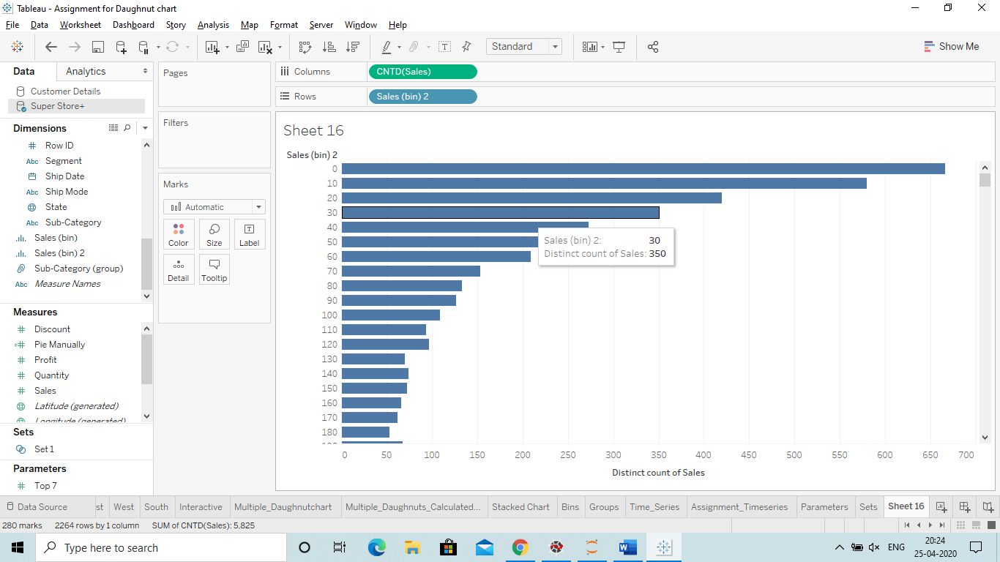 Tableau - Assignment for Daughnut chart
File Data Worksheet Dashboard Story Analysis Map Format Server Window Help
Standard
Show Me
Data Analytics
Customer Details
Super Store+
Dimensions
Row ID
Abc Segment
Ship Date
Abc Ship Mode
State
Abc Sub-Category
Sales (bin)
Sales (bin) 2
Sub-Category (group)
Abc Measure Names
Measures
Discount
Pie Manually
Profit
Quantity
Sales
Latitude (generated)
Longitude (generated)
Sets
Set 1
Parameters
Top 7
Pages
Filters
Marks
Automatic
Color Size Label
Detail Tooltip
Columns CNTD(Sales)
Rows Sales (bin) 2
Sheet 16
Sales (bin) 2
0
10
20
30
40
50
60
70
80
90
100
110
120
130
140
150
160
170
180
190
Sales (bin) 2: 30
Distinct count of Sales: 350
0 50 100 150 200 250 300 350 400 450 500 550 600 650 700
Distinct count of Sales
Data Source st West South Interactive Multiple_Daughnutchart Multiple_Daughnuts_Calculated... Stacked Chart Bins Groups Time_Series Assignment_Timeseries Parameters Sets Sheet 16
280 marks 2264 rows by 1 column SUM of CNTD(Sales): 5,825
Type here to search
ENG
20:24
25-04-2020